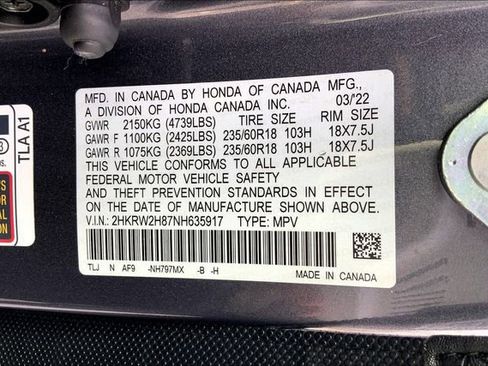 MFD. IN CANADA BY HONDA OF CANADA MFG.,
A DIVISION OF HONDA CANADA INC. 03/'22
GVWR 2150KG (4739LBS) TIRE SIZE RIM SIZE
GAWR F 1100KG (2425LBS) 235/60R18 103H 18X7.5J
GAWR R 1075KG (2369LBS) 235/60R18 103H 18X7.5J
THIS VEHICLE CONFORMS TO ALL APPLICABLE
FEDERAL MOTOR VEHICLE SAFETY
AND THEFT PREVENTION STANDARDS IN EFFECT
ON THE DATE OF MANUFACTURE SHOWN ABOVE.
V.I.N.: 2HKRW2H87NH635917 TYPE: MPV
TLJ N AF9 -NH797MX -B -H
MADE IN CANADA
TLA A1